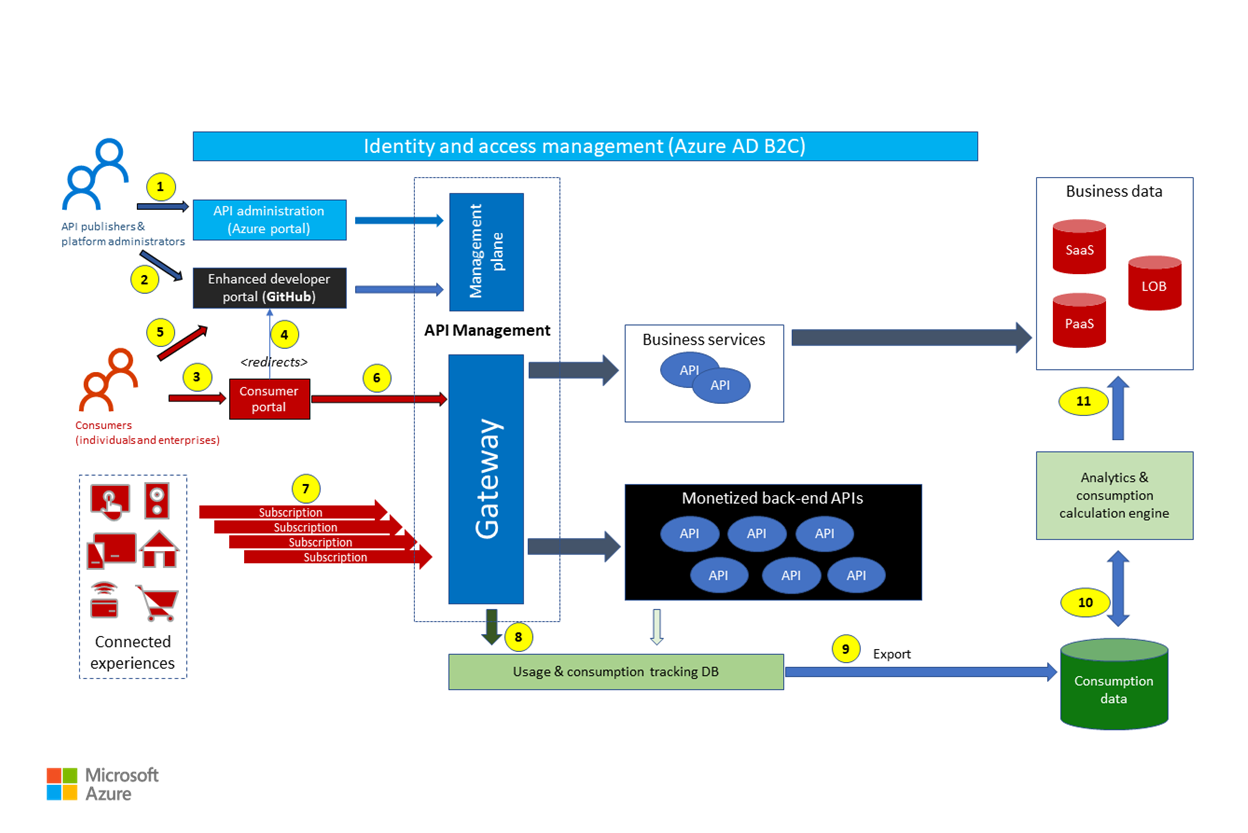 Identity and access management (Azure AD B2C)
1
API publishers &
platform administrators
API administration
(Azure portal)
2
Enhanced developer
portal (GitHub)
Management
plane
API Management
5
4
<redirects>
3
Consumer
portal
6
Consumers
(individuals and enterprises)
Gateway
Business services
API
API
Business data
SaaS
LOB
PaaS
11
Analytics &
consumption
calculation engine
7
Subscription
Subscription
Subscription
Subscription
Connected
experiences
Monetized back-end APIs
API
API
API
API
API
API
8
Usage & consumption tracking DB
9
Export
10
Consumption
data
Microsoft
Azure